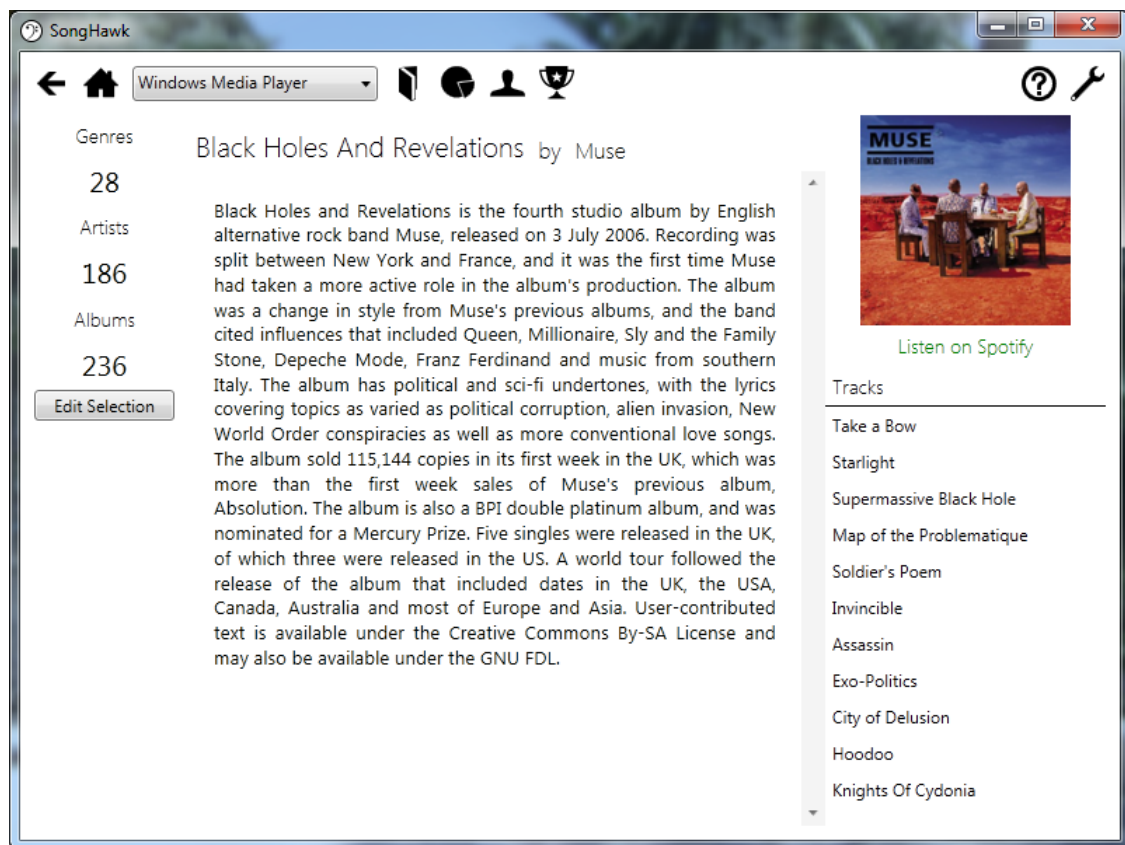 SongHawk
Windows Media Player
Genres
28
Artists
186
Albums
236
Edit Selection
Black Holes And Revelations by Muse
Black Holes and Revelations is the fourth studio album by English
alternative rock band Muse, released on 3 July 2006. Recording was
split between New York and France, and it was the first time Muse
had taken a more active role in the album's production. The album
was a change in style from Muse's previous albums, and the band
cited influences that included Queen, Millionaire, Sly and the Family
Stone, Depeche Mode, Franz Ferdinand and music from southern
Italy. The album has political and sci-fi undertones, with the lyrics
covering topics as varied as political corruption, alien invasion, New
World Order conspiracies as well as more conventional love songs.
The album sold 115,144 copies in its first week in the UK, which was
more than the first week sales of Muse's previous album,
Absolution. The album is also a BPI double platinum album, and was
nominated for a Mercury Prize. Five singles were released in the UK,
of which three were released in the US. A world tour followed the
release of the album that included dates in the UK, the USA,
Canada, Australia and most of Europe and Asia. User-contributed
text is available under the Creative Commons By-SA License and
may also be available under the GNU FDL.
MUSE
BLACK HOLES & REVELATIONS
Listen on Spotify
Tracks
Take a Bow
Starlight
Supermassive Black Hole
Map of the Problematique
Soldier's Poem
Invincible
Assassin
Exo-Politics
City of Delusion
Hoodoo
Knights Of Cydonia